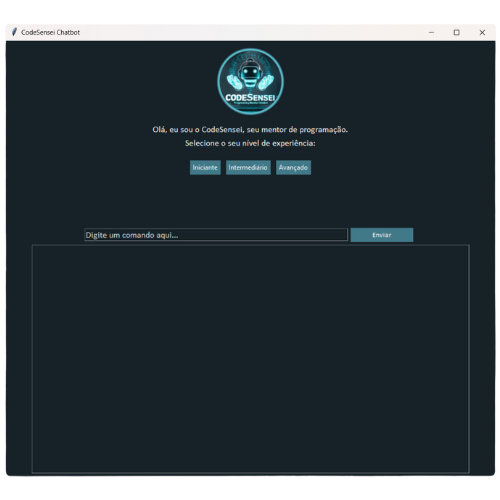 CodeSensei Chatbot
CODESENSEI
Olá, eu sou o CodeSensei, seu mentor de programação.
Selecione o seu nível de experiência:
Iniciante Intermediário Avançado
Digite um comando aqui... Enviar